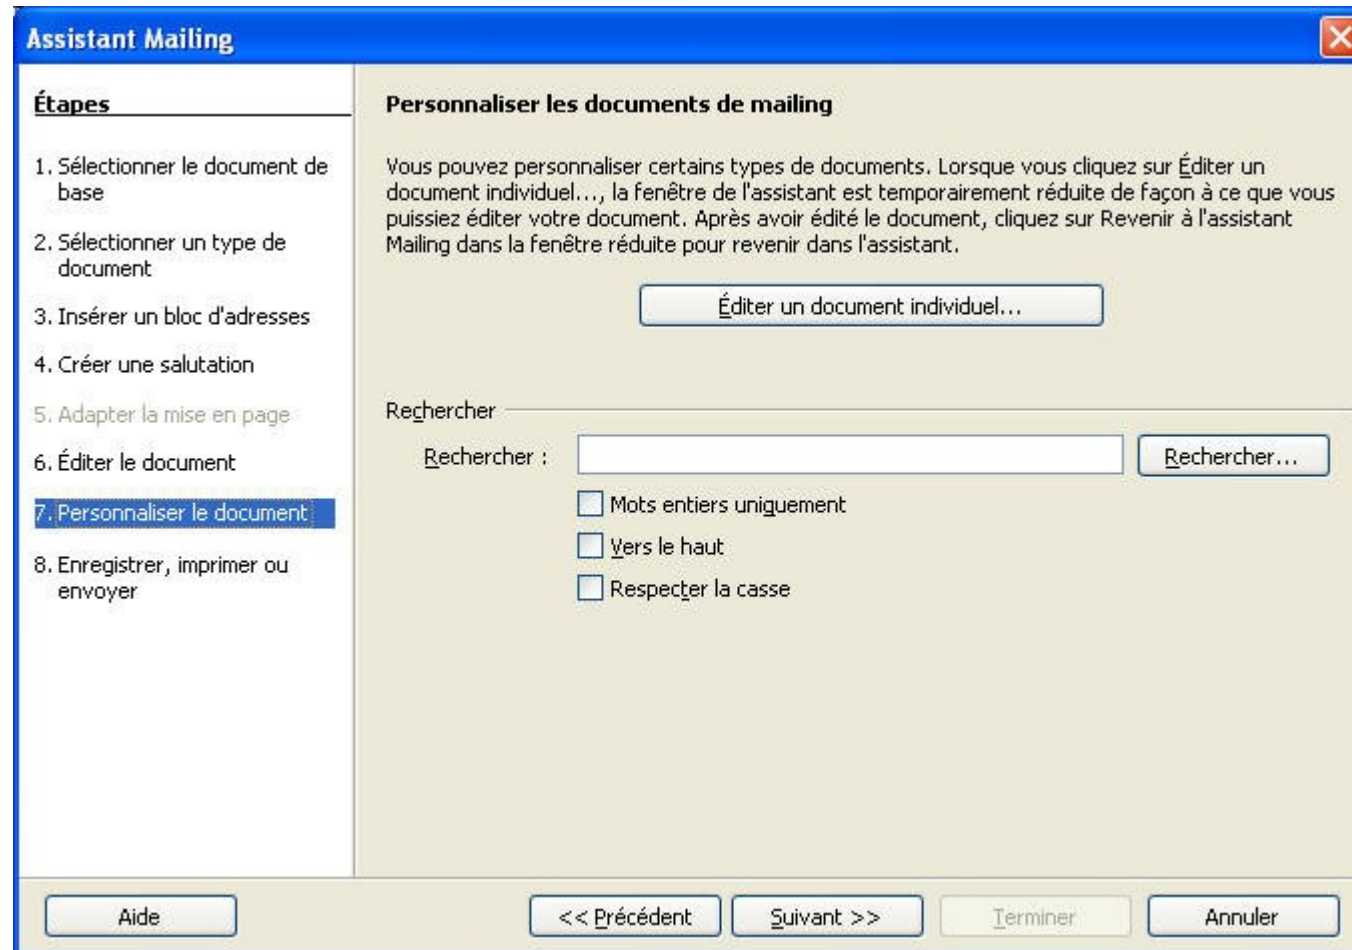 Assistant Mailing
Étapes
1. Sélectionner le document de
base
2. Sélectionner un type de
document
3. Insérer un bloc d'adresses
4. Créer une salutation
5. Adapter la mise en page
6. Éditer le document
7. Personnaliser le document
8. Enregistrer, imprimer ou
envoyer
Personnaliser les documents de mailing
Vous pouvez personnaliser certains types de documents. Lorsque vous cliquez sur Éditer un
document individuel..., la fenêtre de l'assistant est temporairement réduite de façon à ce que vous
puissiez éditer votre document. Après avoir édité le document, cliquez sur Revenir à l'assistant
Mailing dans la fenêtre réduite pour revenir dans l'assistant.
Éditer un document individuel...
Rechercher
Rechercher :
Rechercher...
Mots entiers uniquement
Vers le haut
Respecter la casse
Aide
<< Précédent
Suivant >>
Terminer
Annuler